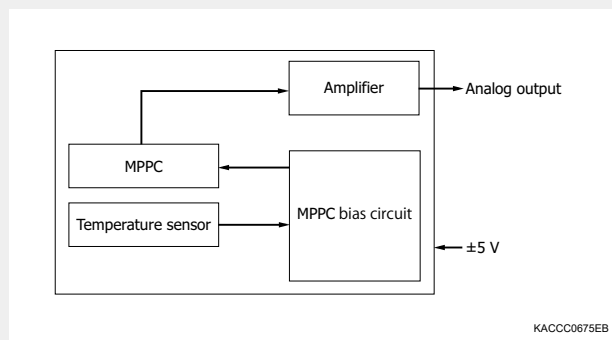 Amplifier
Analog output
MPPC
MPPC bias circuit
Temperature sensor
±5 V
KACCC0675EB